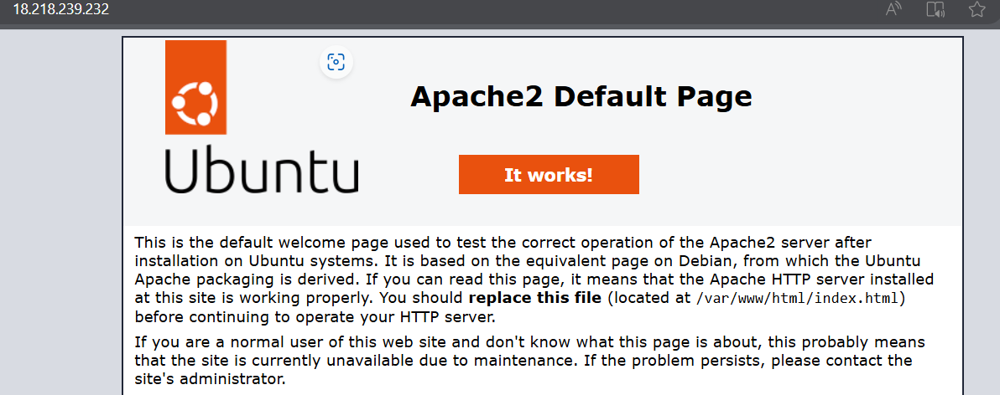 18.218.239.232
Apache2 Default Page
Ubuntu
It works!
This is the default welcome page used to test the correct operation of the Apache2 server after
installation on Ubuntu systems. It is based on the equivalent page on Debian, from which the Ubuntu
Apache packaging is derived. If you can read this page, it means that the Apache HTTP server installed
at this site is working properly. You should replace this file (located at /var/www/html/index.html)
before continuing to operate your HTTP server.
If you are a normal user of this web site and don't know what this page is about, this probably means
that the site is currently unavailable due to maintenance. If the problem persists, please contact the
site's administrator.